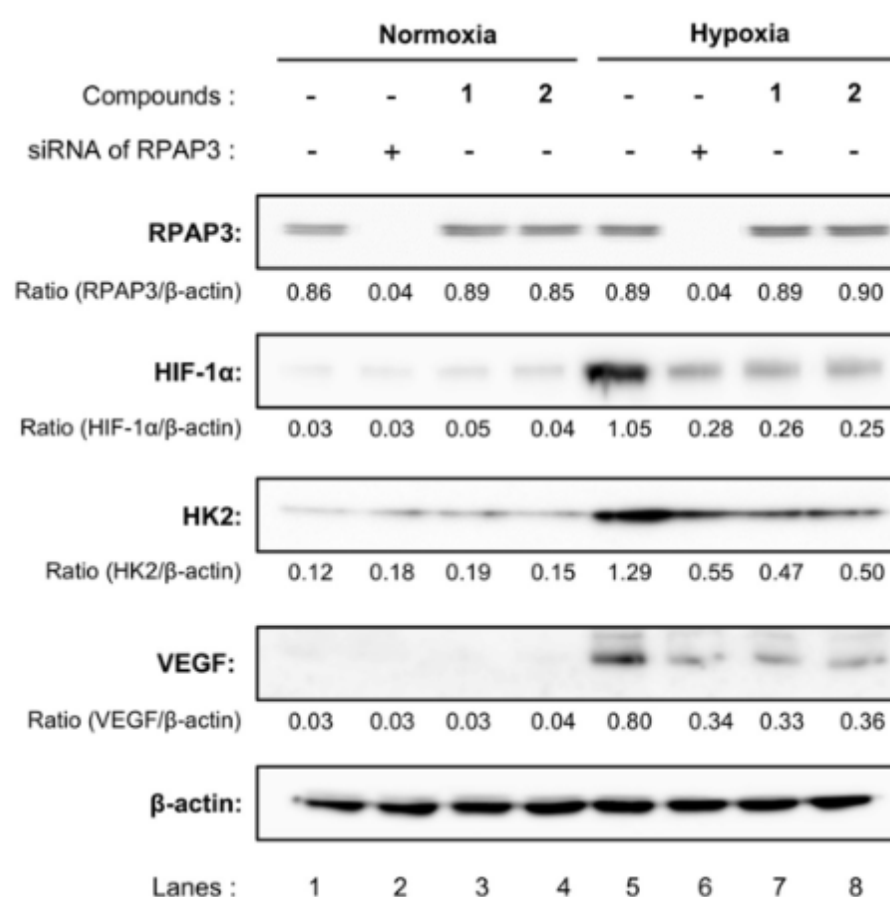 Normoxia Hypoxia
Compounds : - - 1 2 - - 1 2
siRNA of RPAP3 : - + - - - + - -
RPAP3:
Ratio (RPAP3/β-actin) 0.86 0.04 0.89 0.85 0.89 0.04 0.89 0.90
HIF-1α:
Ratio (HIF-1α/β-actin) 0.03 0.03 0.05 0.04 1.05 0.28 0.26 0.25
HK2:
Ratio (HK2/β-actin) 0.12 0.18 0.19 0.15 1.29 0.55 0.47 0.50
VEGF:
Ratio (VEGF/β-actin) 0.03 0.03 0.03 0.04 0.80 0.34 0.33 0.36
β-actin:
Lanes : 1 2 3 4 5 6 7 8